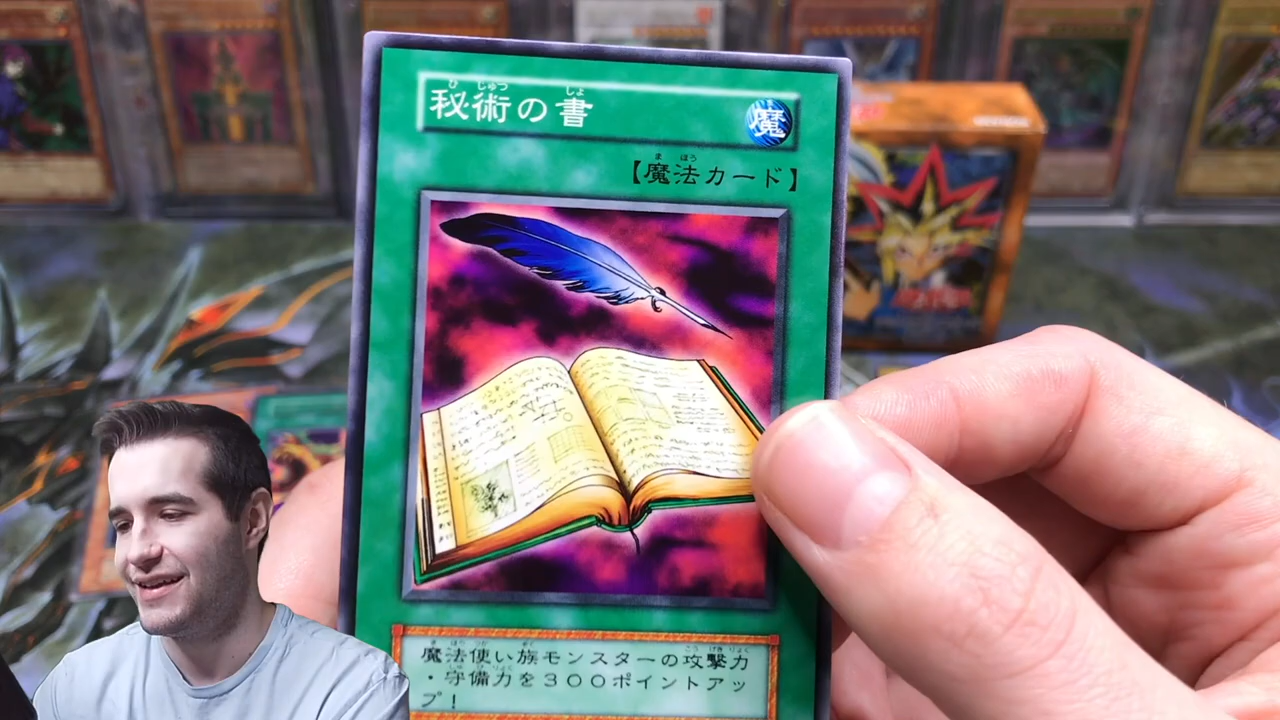 秘術の書
魔
【魔法カード】
魔法使い族モンスターの攻撃力
・守備力を300ポイントアッ
プ!